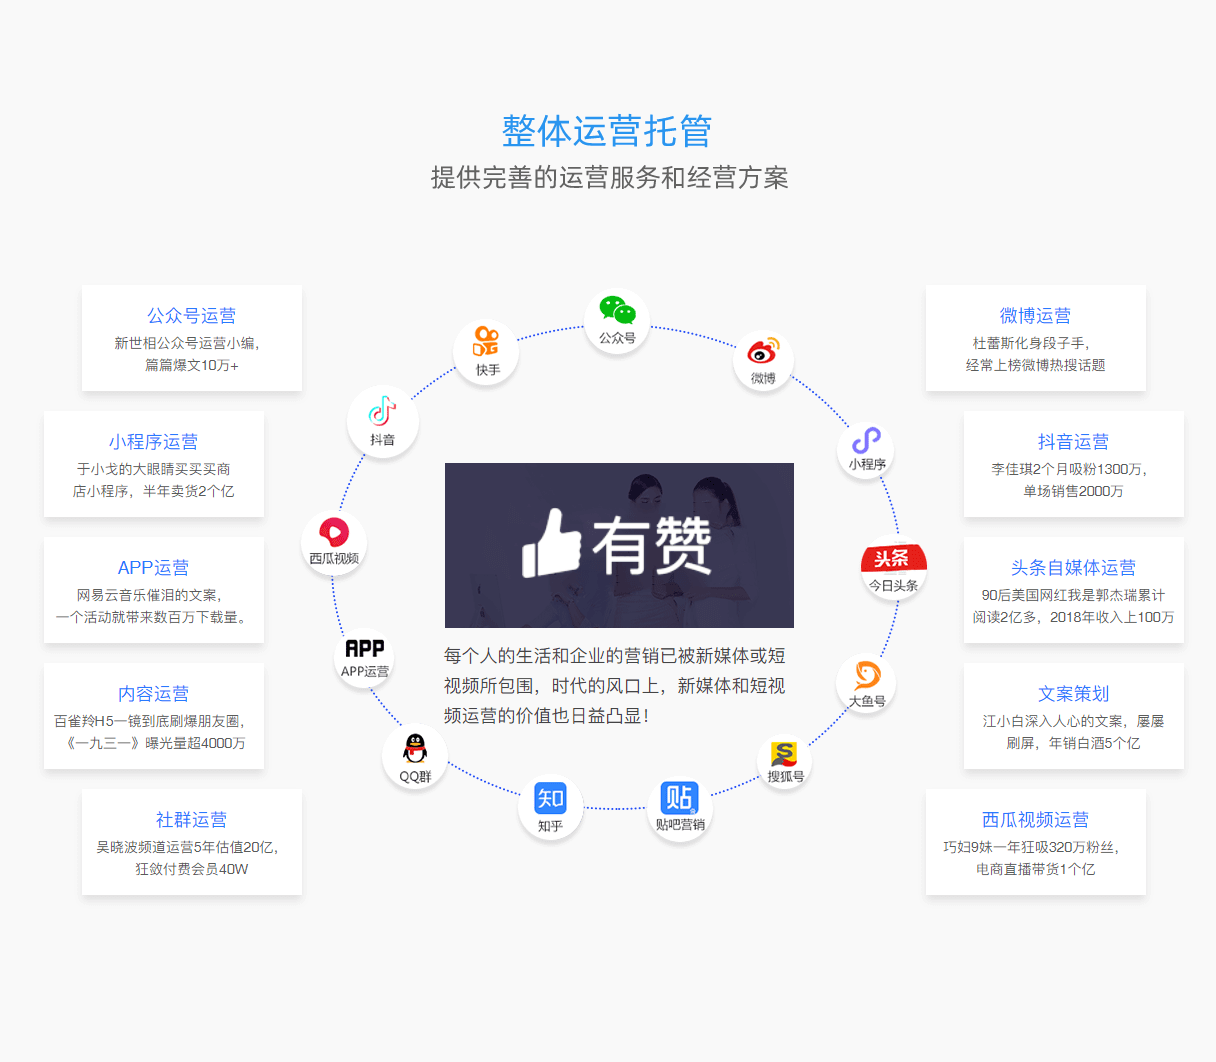 整体运营托管
提供完善的运营服务和经营方案
公众号运营
新世相公众号运营小编，
篇篇爆文10万+
小程序运营
于小戈的大眼睛买买买商
店小程序，半年卖货2个亿
APP运营
网易云音乐催泪的文案，
一个活动就带来数百万下载量。
内容运营
百雀羚H5一镜到底刷爆朋友圈，
《一九三一》曝光量超4000万
社群运营
吴晓波频道运营5年估值20亿，
狂敛付费会员40W
公众号
快手
微博
抖音
小程序
西瓜视频
头条
今日头条
APP
APP运营
大鱼号
QQ群
S
搜狐号
知
知乎
贴
贴吧营销
有赞
每个人的生活和企业的营销已被新媒体或短
视频所包围，时代的风口上，新媒体和短视
频运营的价值也日益凸显！
微博运营
杜蕾斯化身段子手，
经常上榜微博热搜话题
抖音运营
李佳琪2个月吸粉1300万，
单场销售2000万
头条自媒体运营
90后美国网红我是郭杰瑞累计
阅读2亿多，2018年收入上100万
文案策划
江小白深入人心的文案，屡屡
刷屏，年销白酒5个亿
西瓜视频运营
巧妇9妹一年狂吸320万粉丝，
电商直播带货1个亿